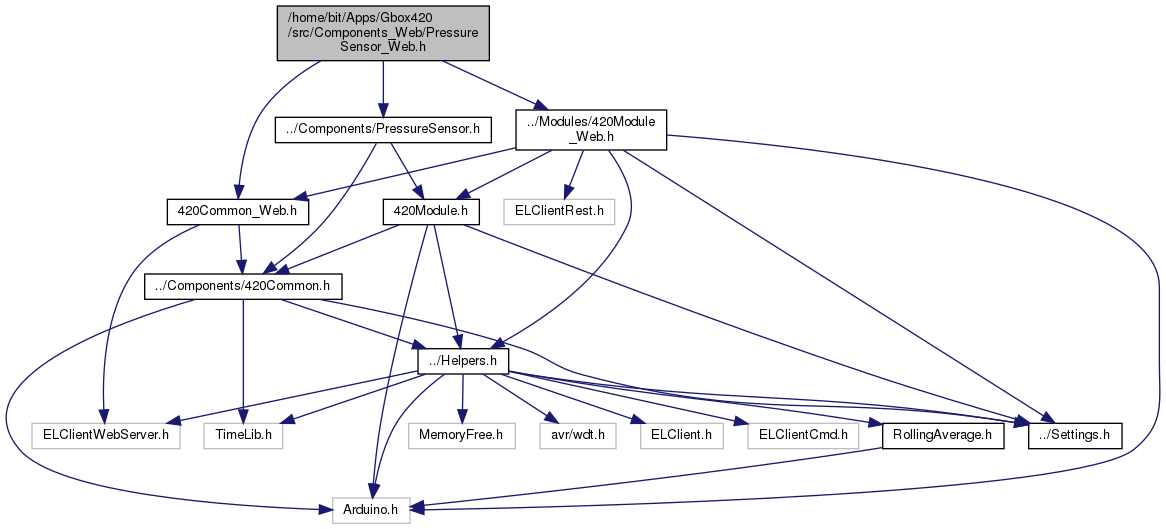 /home/bit/Apps/Gbox420
/src/Components_Web/Pressure
Sensor_Web.h
../Components/PressureSensor.h
../Modules/420Module
_Web.h
420Common_Web.h
420Module.h
ELClientRest.h
../Components/420Common.h
../Helpers.h
ELClientWebServer.h
TimeLib.h
MemoryFree.h
avr/wdt.h
ELClient.h
ELClientCmd.h
RollingAverage.h
../Settings.h
Arduino.h